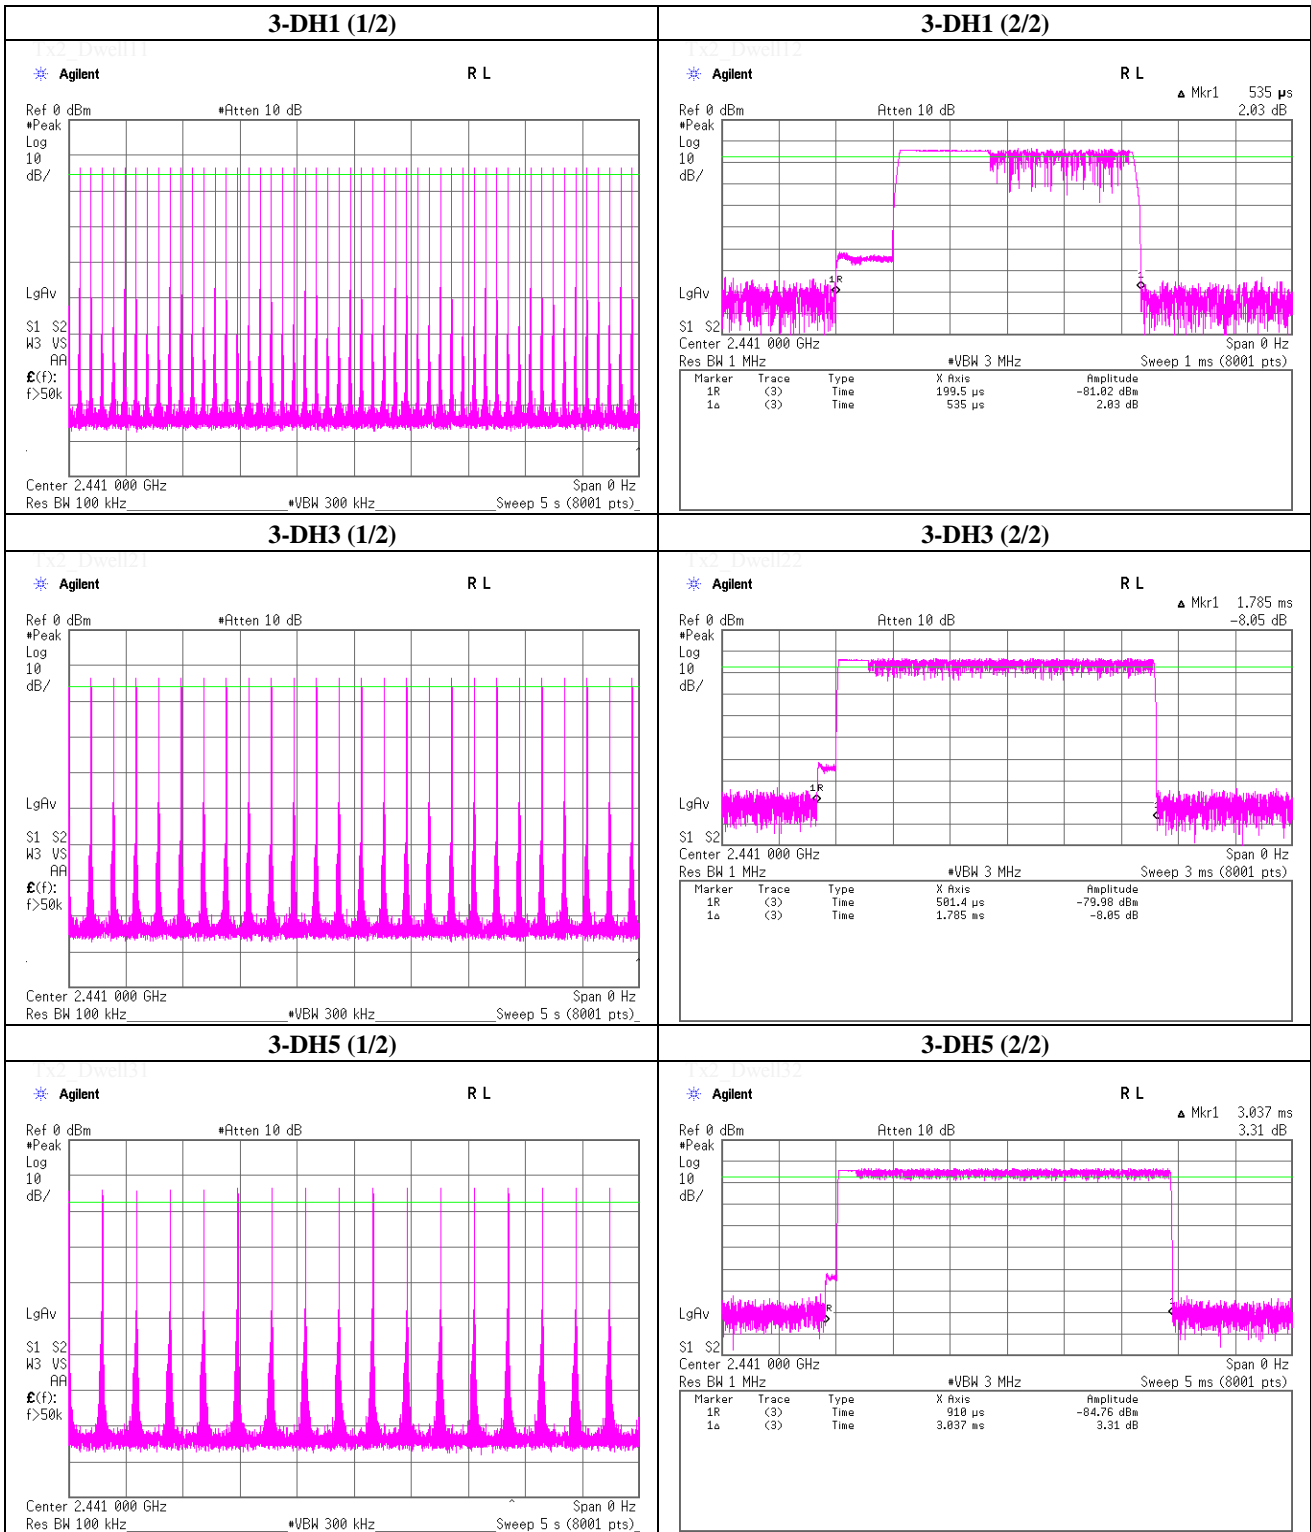 3-DH1 (1/2)
Tx2_Dwell11
Agilent
R L
Ref 0 dBm
#Atten 10 dB
#Peak
Log
10
dB/
LgAv
S1 S2
W3 VS
AA
£(f):
f>50k
Center 2.441 000 GHz
Span 0 Hz
Res BW 100 kHz
#VBW 300 kHz
Sweep 5 s (8001 pts)
3-DH1 (2/2)
Tx2_Dwell12
Agilent
R L
Δ Mkr1 535 µs
Ref 0 dBm
Atten 10 dB
2.03 dB
#Peak
Log
10
dB/
1R
1
LgAv
S1 S2
Center 2.441 000 GHz
Span 0 Hz
Res BW 1 MHz
#VBW 3 MHz
Sweep 1 ms (8001 pts)
Marker Trace Type X Axis Amplitude
1R (3) Time 199.5 µs -81.02 dBm
1Δ (3) Time 535 µs 2.03 dB
3-DH3 (1/2)
Tx2_Dwell21
Agilent
R L
Ref 0 dBm
#Atten 10 dB
#Peak
Log
10
dB/
LgAv
S1 S2
W3 VS
AA
£(f):
f>50k
Center 2.441 000 GHz
Span 0 Hz
Res BW 100 kHz
#VBW 300 kHz
Sweep 5 s (8001 pts)
3-DH3 (2/2)
Tx2_Dwell22
Agilent
R L
Δ Mkr1 1.785 ms
Ref 0 dBm
Atten 10 dB
-8.05 dB
#Peak
Log
10
dB/
1R
LgAv
S1 S2
Center 2.441 000 GHz
Span 0 Hz
Res BW 1 MHz
#VBW 3 MHz
Sweep 3 ms (8001 pts)
Marker Trace Type X Axis Amplitude
1R (3) Time 501.4 µs -79.98 dBm
1Δ (3) Time 1.785 ms -8.05 dB
3-DH5 (1/2)
Tx2_Dwell31
Agilent
R L
Ref 0 dBm
#Atten 10 dB
#Peak
Log
10
dB/
LgAv
S1 S2
W3 VS
AA
£(f):
f>50k
Center 2.441 000 GHz
Span 0 Hz
Res BW 100 kHz
#VBW 300 kHz
Sweep 5 s (8001 pts)
3-DH5 (2/2)
Tx2_Dwell32
Agilent
R L
Δ Mkr1 3.037 ms
Ref 0 dBm
Atten 10 dB
3.31 dB
#Peak
Log
10
dB/
R
LgAv
S1 S2
Center 2.441 000 GHz
Span 0 Hz
Res BW 1 MHz
#VBW 3 MHz
Sweep 5 ms (8001 pts)
Marker Trace Type X Axis Amplitude
1R (3) Time 910 µs -84.76 dBm
1Δ (3) Time 3.037 ms 3.31 dB